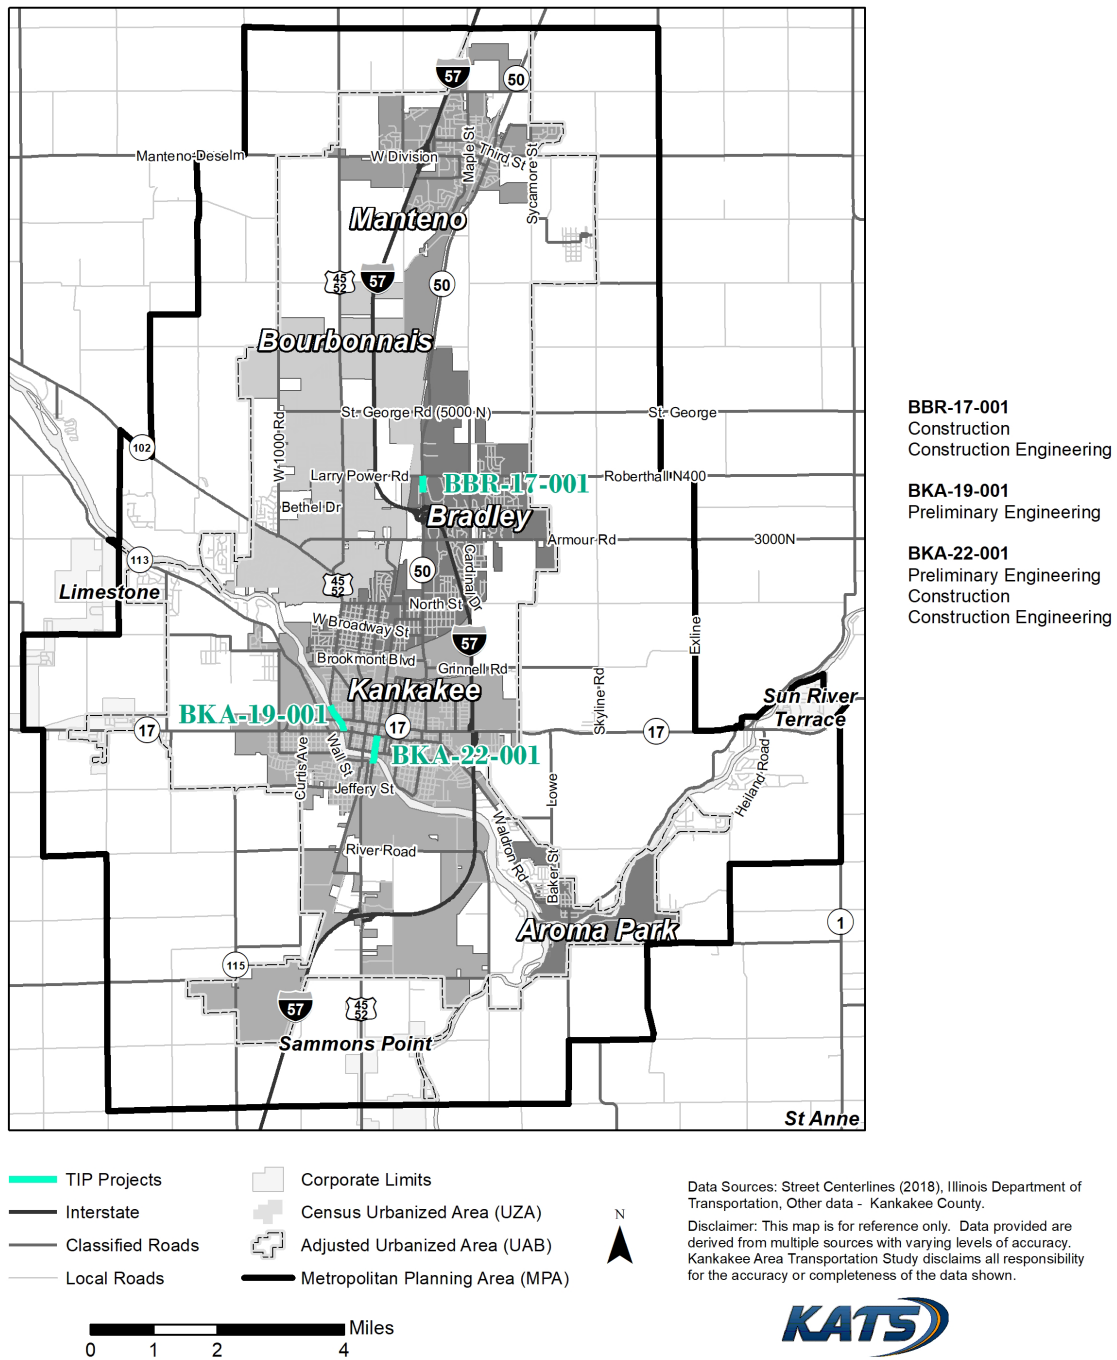 57
50
Manteno-Deselm
W Division
Maple St
Third St
Sycamore St
Manteno
45
52
57
50
Bourbonnais
St. George Rd (5000 N)
St. George
W 1000 Rd
102
Larry Power Rd
BBR-17-001
Roberthall N400
Bethel Dr
Bradley
Armour Rd
3000N
113
Limestone
45
52
50
Cardinal Dr
North St
W Broadway St
57
Brookmont Blvd
Grinnell Rd
Exline
Skyline Rd
Kankakee
Sun River
Terrace
BKA-19-001
17
17
17
BKA-22-001
Curtis Ave
Wall St
Jeffery St
Lowe
Heiland Road
Waldron Rd
River Road
Baker St
Aroma Park
1
115
57
45
52
Sammons Point
St Anne
BBR-17-001
Construction
Construction Engineering
BKA-19-001
Preliminary Engineering
BKA-22-001
Preliminary Engineering
Construction
Construction Engineering
TIP Projects
Interstate
Classified Roads
Local Roads
Corporate Limits
Census Urbanized Area (UZA)
Adjusted Urbanized Area (UAB)
Metropolitan Planning Area (MPA)
N
Data Sources: Street Centerlines (2018), Illinois Department of
Transportation, Other data - Kankakee County.
Disclaimer: This map is for reference only. Data provided are
derived from multiple sources with varying levels of accuracy.
Kankakee Area Transportation Study disclaims all responsibility
for the accuracy or completeness of the data shown.
KATS
Miles
0 1 2 4